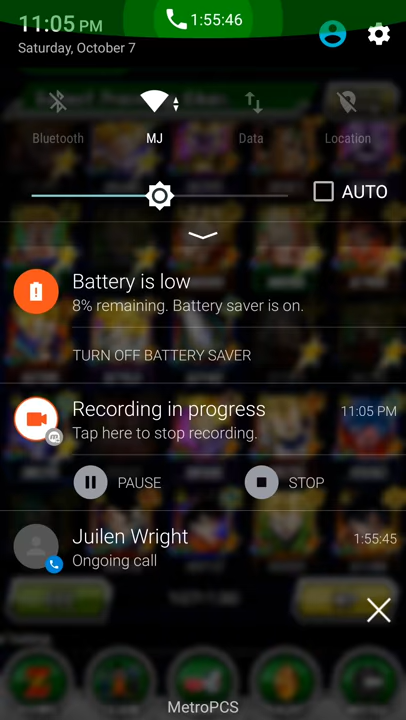 11:05 PM
1:55:46
Saturday, October 7
Bluetooth
MJ
Data
Location
AUTO
Battery is low
8% remaining. Battery saver is on.
TURN OFF BATTERY SAVER
Recording in progress
11:05 PM
Tap here to stop recording.
PAUSE
STOP
Juilen Wright
1:55:45
Ongoing call
MetroPCS